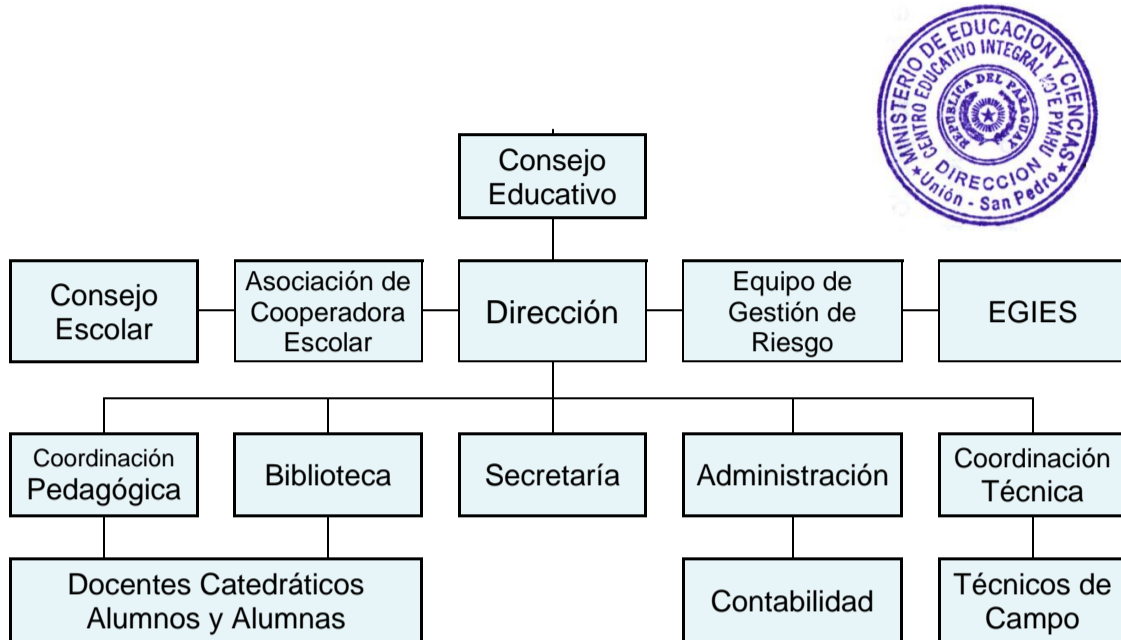 MINISTERIO DE EDUCACION Y CIENCIAS
CENTRO EDUCATIVO INTEGRAL KO'E PYAHU
REPUBLICA DEL PARAGUAY
DIRECCION
Unión - San Pedro
Consejo
Educativo
Consejo
Escolar
Asociación de
Cooperadora
Escolar
Dirección
Equipo de
Gestión de
Riesgo
EGIES
Coordinación
Pedagógica
Biblioteca
Secretaría
Administración
Coordinación
Técnica
Docentes Catedráticos
Alumnos y Alumnas
Contabilidad
Técnicos de
Campo